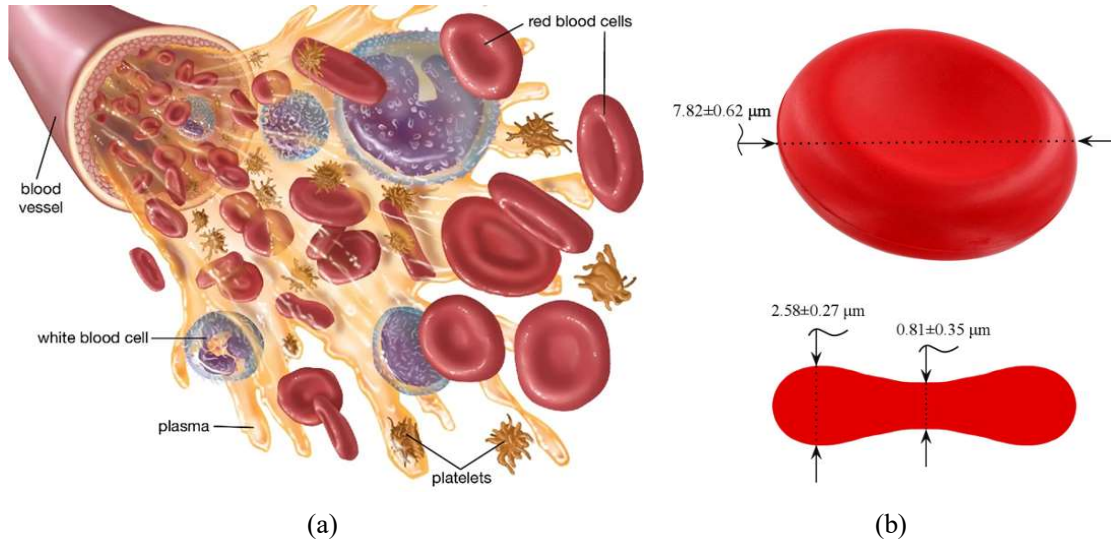 red blood cells
blood
vessel
white blood cell
plasma
platelets
(a)
7.82±0.62 µm
2.58±0.27 µm
0.81±0.35 µm
(b)